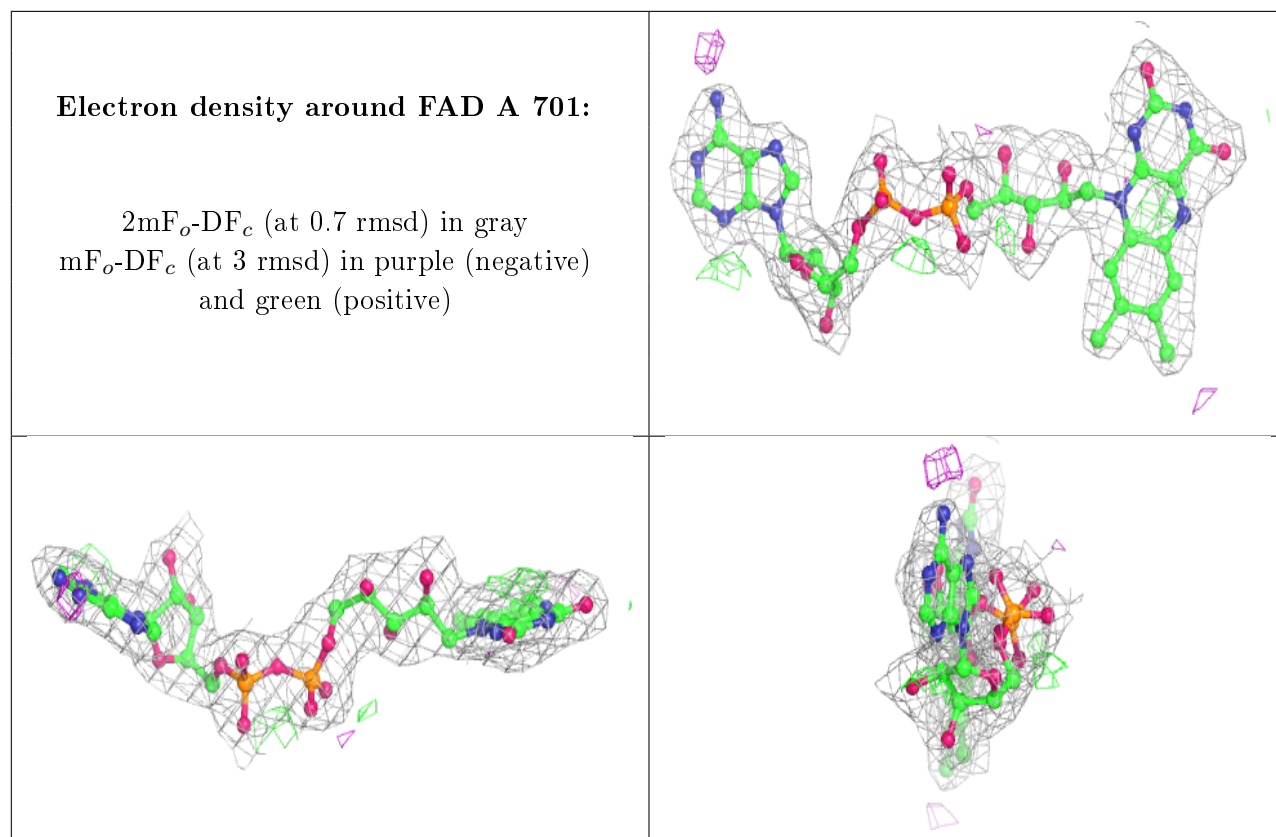 Electron density around FAD A 701:
2mFₒ-DF𝑐 (at 0.7 rmsd) in gray
mFₒ-DF𝑐 (at 3 rmsd) in purple (negative)
and green (positive)